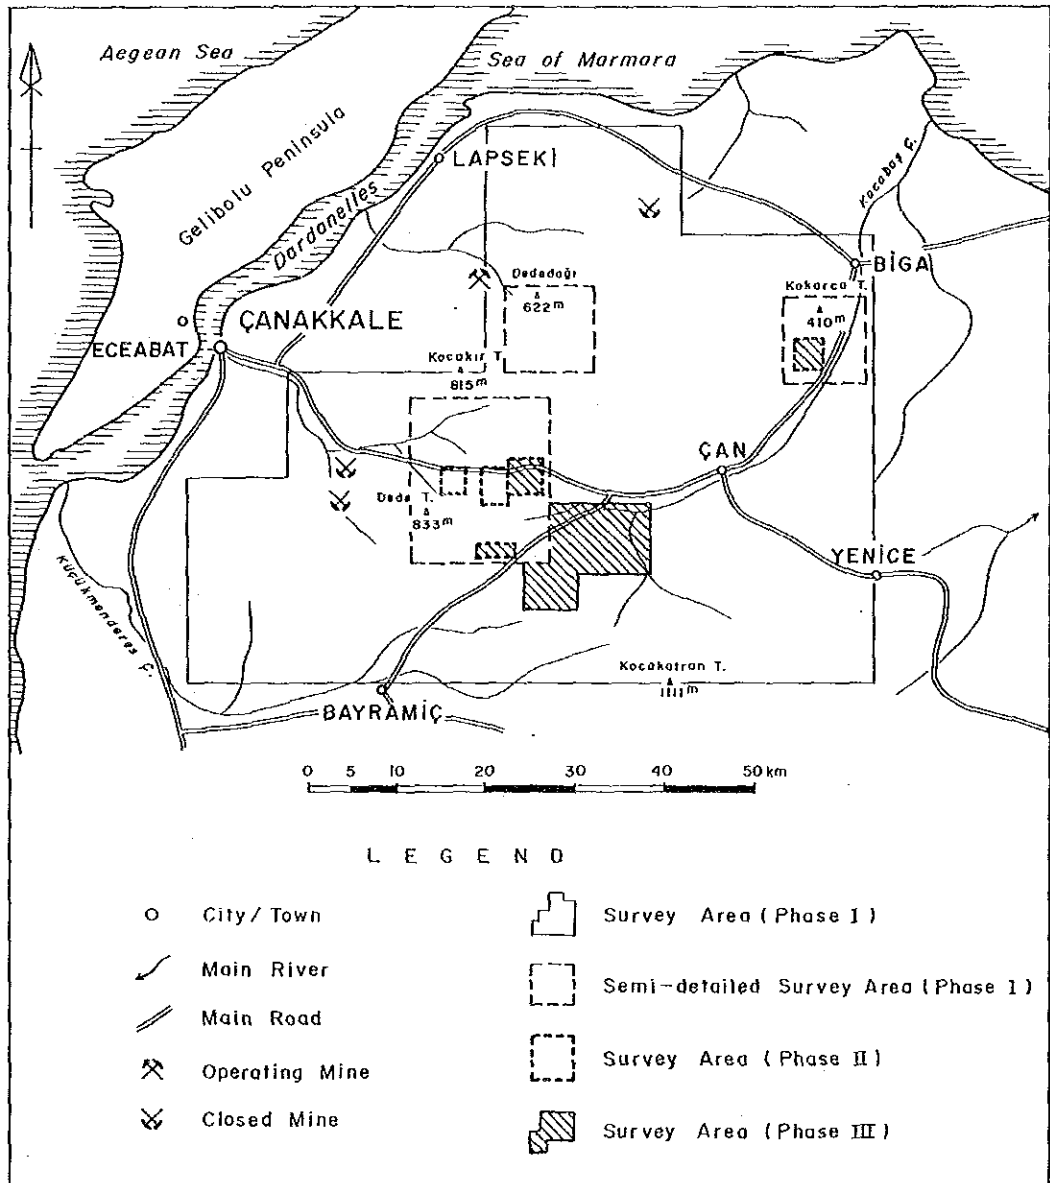 Aegean Sea
Sea of Marmara
Gelibolu Peninsula
Dardanelles
LAPSEKİ
Kocabaş Ç.
BİGA
Dedadağı
622m
Kakarca T.
410m
ÇANAKKALE
ECEABAT
Kocakır T.
815m
ÇAN
Dada T.
833m
YENİCE
Küçükmenderes Ç.
Kocakatran T.
1111m
BAYRAMİÇ
0 5 10 20 30 40 50 km
LEGEND
City/Town
Main River
Main Road
Operating Mine
Closed Mine
Survey Area (Phase I)
Semi-detailed Survey Area (Phase I)
Survey Area (Phase II)
Survey Area (Phase III)